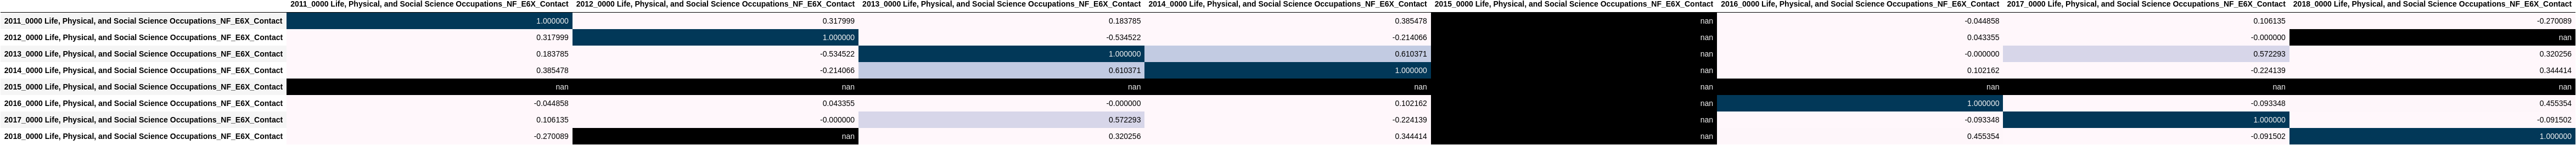 2011_0000 Life, Physical, and Social Science Occupations_NF_E6X_Contact 2012_0000 Life, Physical, and Social Science Occupations_NF_E6X_Contact 2013_0000 Life, Physical, and Social Science Occupations_NF_E6X_Contact 2014_0000 Life, Physical, and Social Science Occupations_NF_E6X_Contact 2015_0000 Life, Physical, and Social Science Occupations_NF_E6X_Contact 2016_0000 Life, Physical, and Social Science Occupations_NF_E6X_Contact 2017_0000 Life, Physical, and Social Science Occupations_NF_E6X_Contact 2018_0000 Life, Physical, and Social Science Occupations_NF_E6X_Contact
2011_0000 Life, Physical, and Social Science Occupations_NF_E6X_Contact 1.000000 0.317999 0.183785 0.385478 nan -0.044858 0.106135 -0.270089
2012_0000 Life, Physical, and Social Science Occupations_NF_E6X_Contact 0.317999 1.000000 -0.534522 -0.214066 nan 0.043355 -0.000000 nan
2013_0000 Life, Physical, and Social Science Occupations_NF_E6X_Contact 0.183785 -0.534522 1.000000 0.610371 nan -0.000000 0.572293 0.320256
2014_0000 Life, Physical, and Social Science Occupations_NF_E6X_Contact 0.385478 -0.214066 0.610371 1.000000 nan 0.102162 -0.224139 0.344414
2015_0000 Life, Physical, and Social Science Occupations_NF_E6X_Contact nan nan nan nan nan nan nan nan
2016_0000 Life, Physical, and Social Science Occupations_NF_E6X_Contact -0.044858 0.043355 -0.000000 0.102162 nan 1.000000 -0.093348 0.455354
2017_0000 Life, Physical, and Social Science Occupations_NF_E6X_Contact 0.106135 -0.000000 0.572293 -0.224139 nan -0.093348 1.000000 -0.091502
2018_0000 Life, Physical, and Social Science Occupations_NF_E6X_Contact -0.270089 nan 0.320256 0.344414 nan 0.455354 -0.091502 1.000000